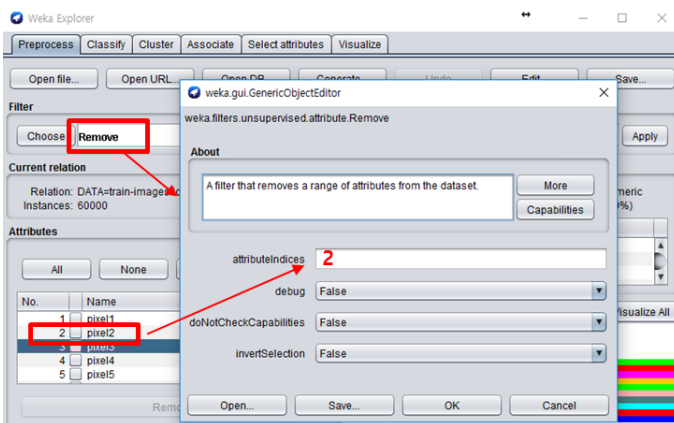 Weka Explorer
Preprocess Classify Cluster Associate Select attributes Visualize
Open file... Open URL... Open DB... Generate... Undo Edit... Save...
weka.gui.GenericObjectEditor
Filter
weka.filters.unsupervised.attribute.Remove
Choose Remove Apply
About
Current relation
A filter that removes a range of attributes from the dataset. More
Relation: DATA=train-images
Instances: 60000
Capabilities
Attributes
All None
attributeIndices 2
No. Name
debug False
1 pixel1
Visualize All
2 pixel2
doNotCheckCapabilities False
3 pixel3
4 pixel4
invertSelection False
5 pixel5
Open... Save... OK Cancel